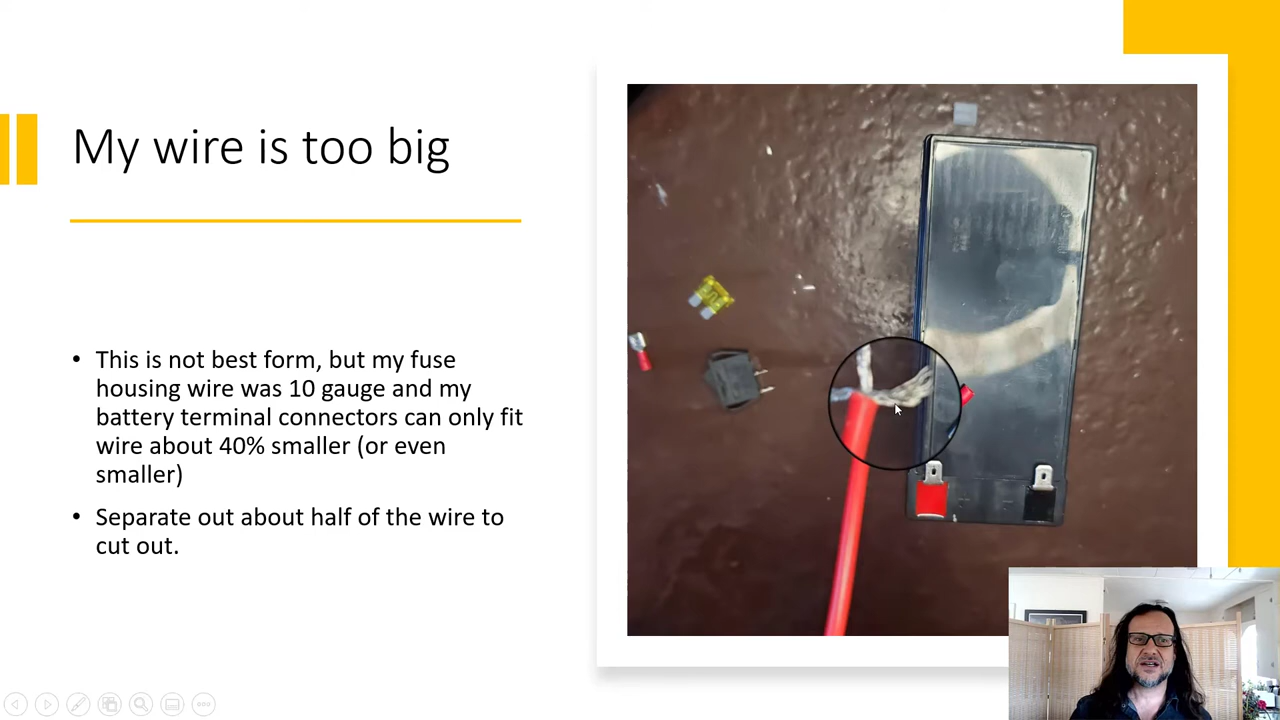 My wire is too big
• This is not best form, but my fuse
housing wire was 10 gauge and my
battery terminal connectors can only fit
wire about 40% smaller (or even
smaller)
• Separate out about half of the wire to
cut out.